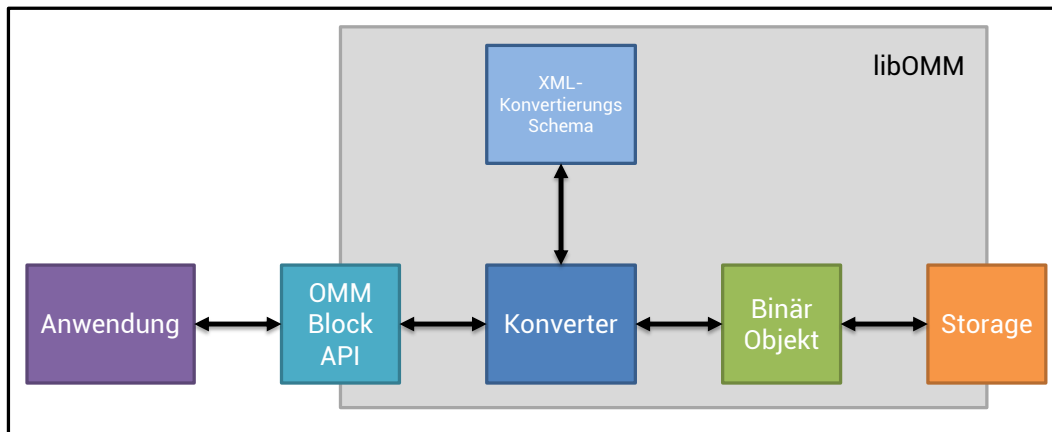 libOMM
XML-
Konvertierungs
Schema
Anwendung
OMM
Block
API
Konverter
Binär
Objekt
Storage